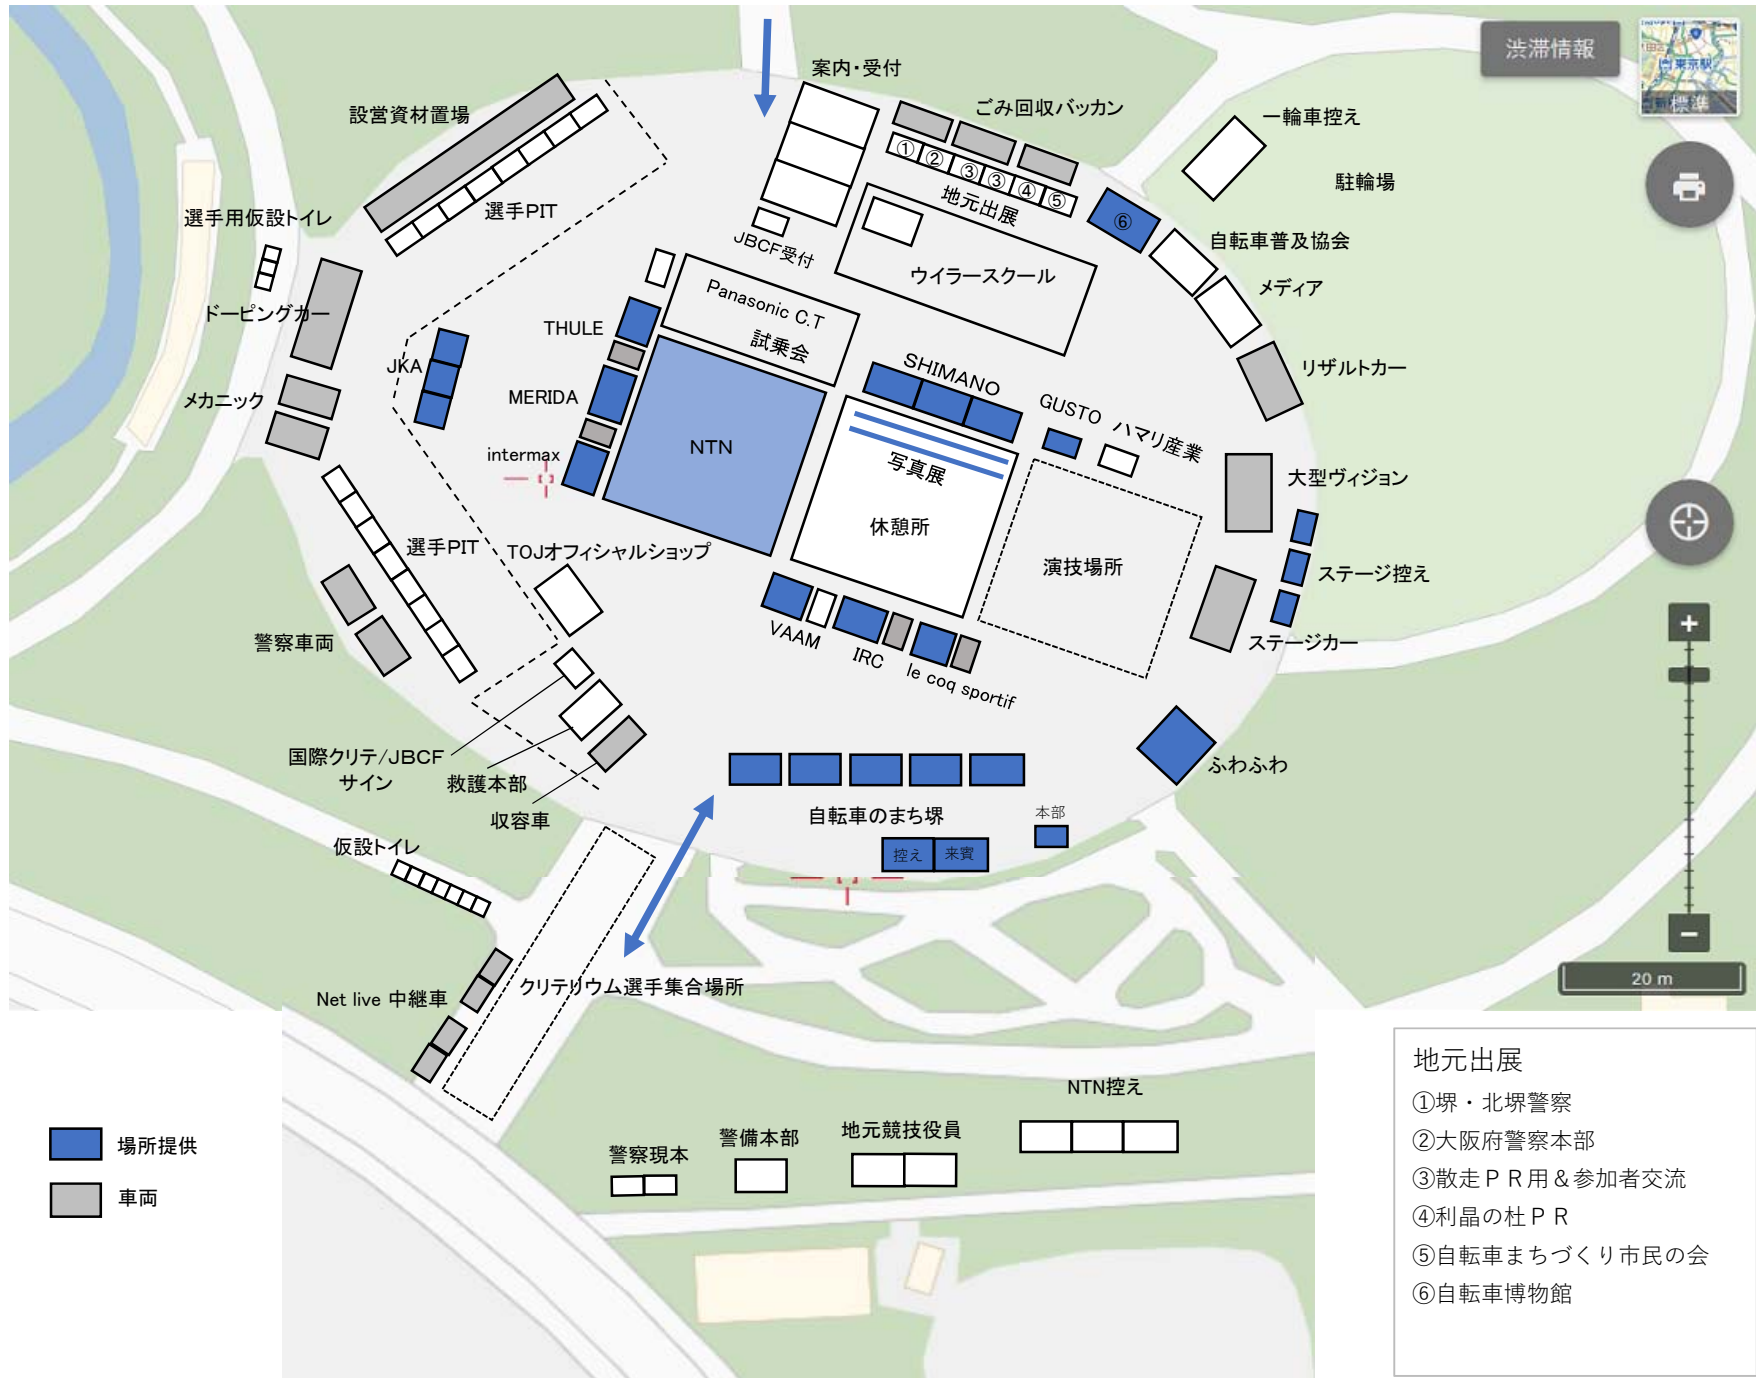 渋滞情報
東京駅
標準
案内・受付
ごみ回収バッカン
一輪車控え
設営資材置場
駐輪場
①
②
③
③
④
⑤
地元出展
⑥
選手PIT
選手用仮設トイレ
JBCF受付
自転車普及協会
ウイラースクール
メディア
ドーピングカー
Panasonic C.T
試乗会
THULE
JKA
SHIMANO
リザルトカー
メカニック
MERIDA
GUSTO
ハマリ産業
NTN
intermax
写真展
大型ヴィジョン
休憩所
選手PIT
TOJオフィシャルショップ
演技場所
ステージ控え
警察車両
VAAM
IRC
le coq sportif
ステージカー
国際クリテ/JBCF
サイン
救護本部
収容車
ふわふわ
自転車のまち堺
本部
控え
来賓
仮設トイレ
クリテリウム選手集合場所
Net live 中継車
20 m
NTN控え
地元競技役員
警備本部
警察現本
場所提供
車両
地元出展
①堺・北堺警察
②大阪府警察本部
③散走ＰＲ用＆参加者交流
④利晶の杜ＰＲ
⑤自転車まちづくり市民の会
⑥自転車博物館